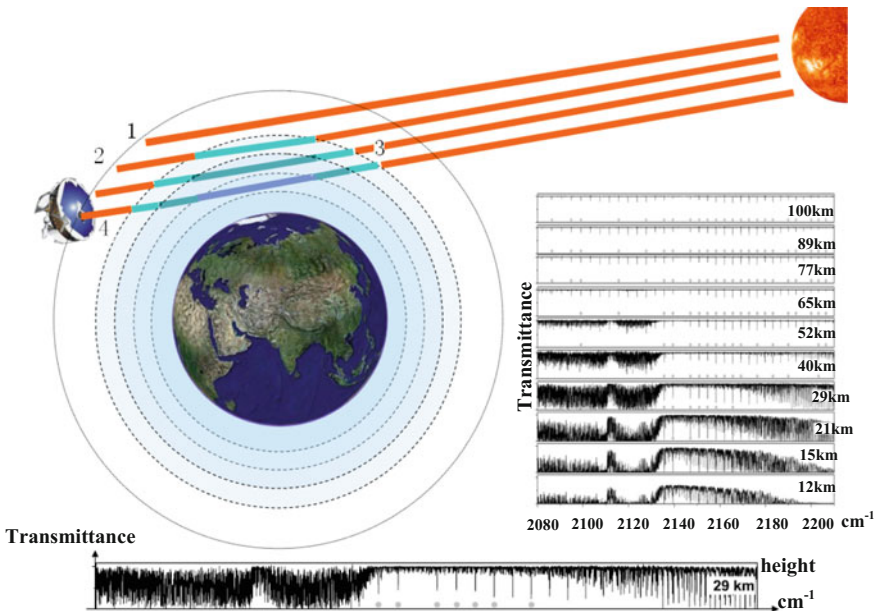 1
2
3
4
100km
89km
77km
65km
52km
40km
29km
21km
15km
12km
Transmittance
2080 2100 2120 2140 2160 2180 2200 cm-1
Transmittance
height
29 km
cm-1